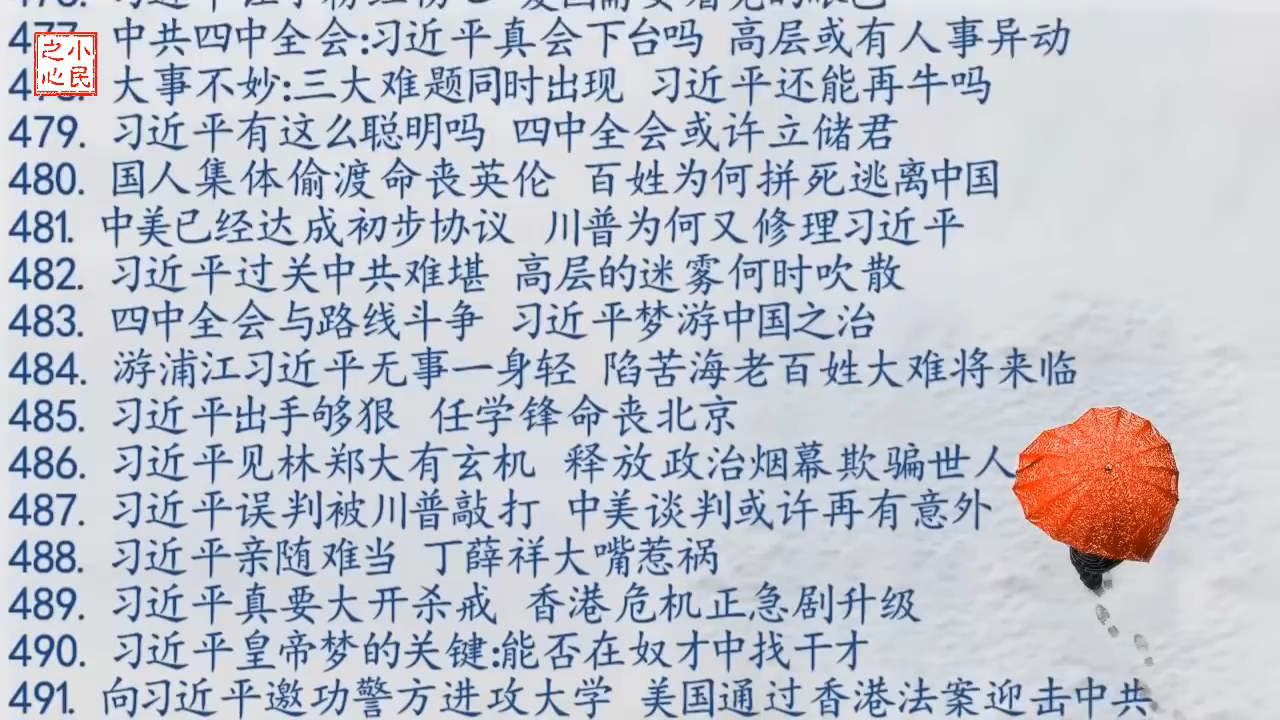 小民之心
477. 中共四中全会:习近平真会下台吗 高层或有人事异动
478. 大事不妙:三大难题同时出现 习近平还能再牛吗
479. 习近平有这么聪明吗 四中全会或许立储君
480. 国人集体偷渡命丧英伦 百姓为何拼死逃离中国
481. 中美已经达成初步协议 川普为何又修理习近平
482. 习近平过关中共难堪 高层的迷雾何时吹散
483. 四中全会与路线斗争 习近平梦游中国之治
484. 游浦江习近平无事一身轻 陷苦海老百姓大难将来临
485. 习近平出手够狠 任学锋命丧北京
486. 习近平见林郑大有玄机 释放政治烟幕欺骗世人
487. 习近平误判被川普敲打 中美谈判或许再有意外
488. 习近平亲随难当 丁薛祥大嘴惹祸
489. 习近平真要大开杀戒 香港危机正急剧升级
490. 习近平皇帝梦的关键:能否在奴才中找干才
491. 向习近平邀功警方进攻大学 美国通过香港法案迎击中共